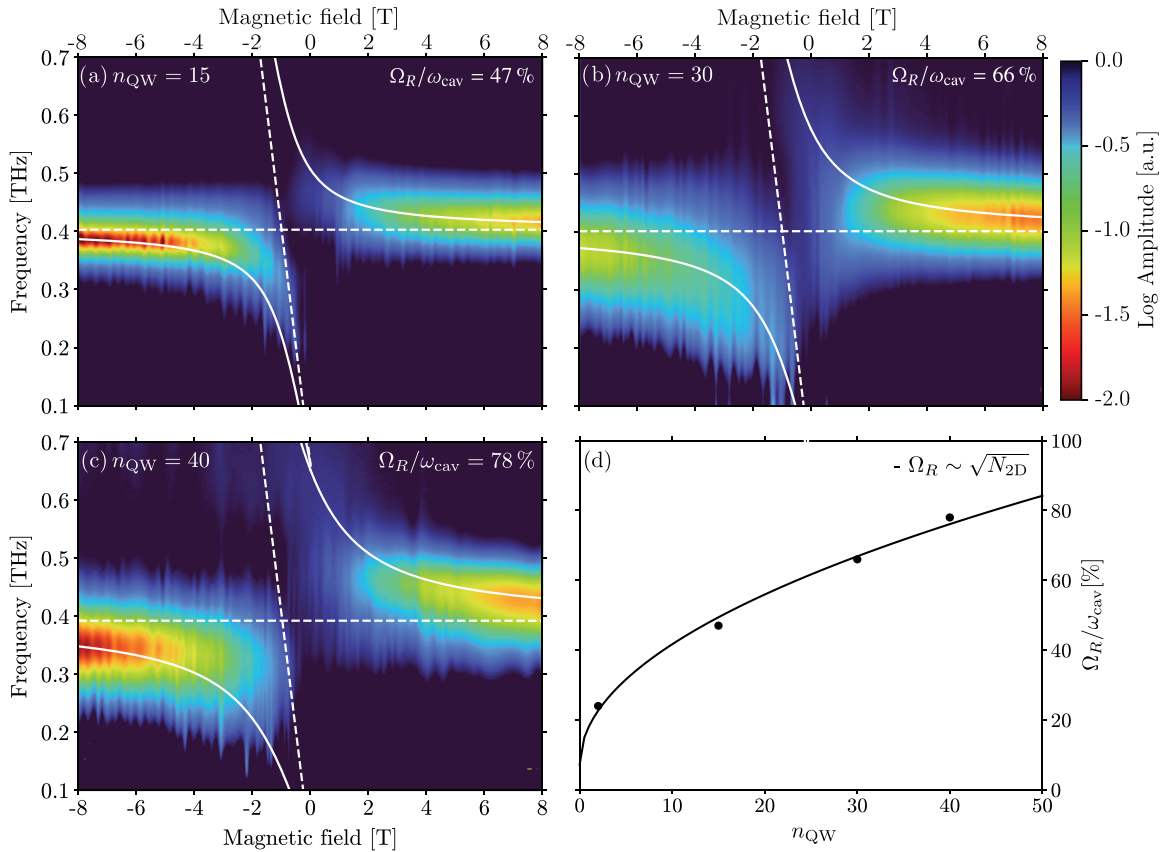 Magnetic field [T]
-8 -6 -4 -2 0 2 4 6 8
Magnetic field [T]
-8 -6 -4 -2 0 2 4 6 8
Frequency [THz]
0.7
0.6
0.5
0.4
0.3
0.2
0.1
(a) n_QW = 15
Ω_R/ω_cav = 47 %
(b) n_QW = 30
Ω_R/ω_cav = 66 %
0.0
-0.5
-1.0
-1.5
-2.0
Log Amplitude [a.u.]
Frequency [THz]
0.7
0.6
0.5
0.4
0.3
0.2
0.1
(c) n_QW = 40
Ω_R/ω_cav = 78 %
-8 -6 -4 -2 0 2 4 6 8
Magnetic field [T]
(d)
- Ω_R ∼ √N_2D
100
80
60
40
20
0
Ω_R/ω_cav[%]
0 10 20 30 40 50
n_QW